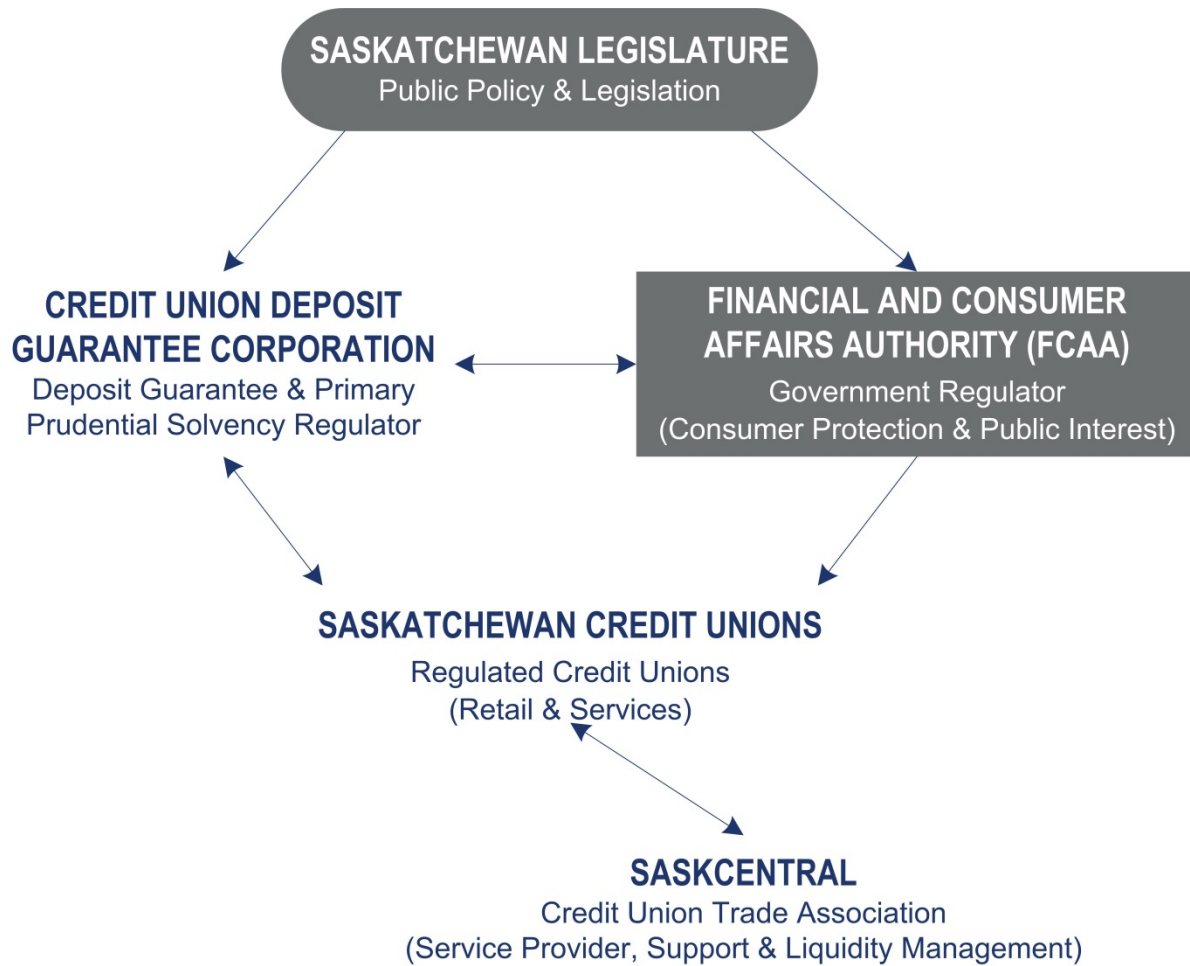 SASKATCHEWAN LEGISLATURE
Public Policy & Legislation
CREDIT UNION DEPOSIT
GUARANTEE CORPORATION
Deposit Guarantee & Primary
Prudential Solvency Regulator
FINANCIAL AND CONSUMER
AFFAIRS AUTHORITY (FCAA)
Government Regulator
(Consumer Protection & Public Interest)
SASKATCHEWAN CREDIT UNIONS
Regulated Credit Unions
(Retail & Services)
SASKCENTRAL
Credit Union Trade Association
(Service Provider, Support & Liquidity Management)